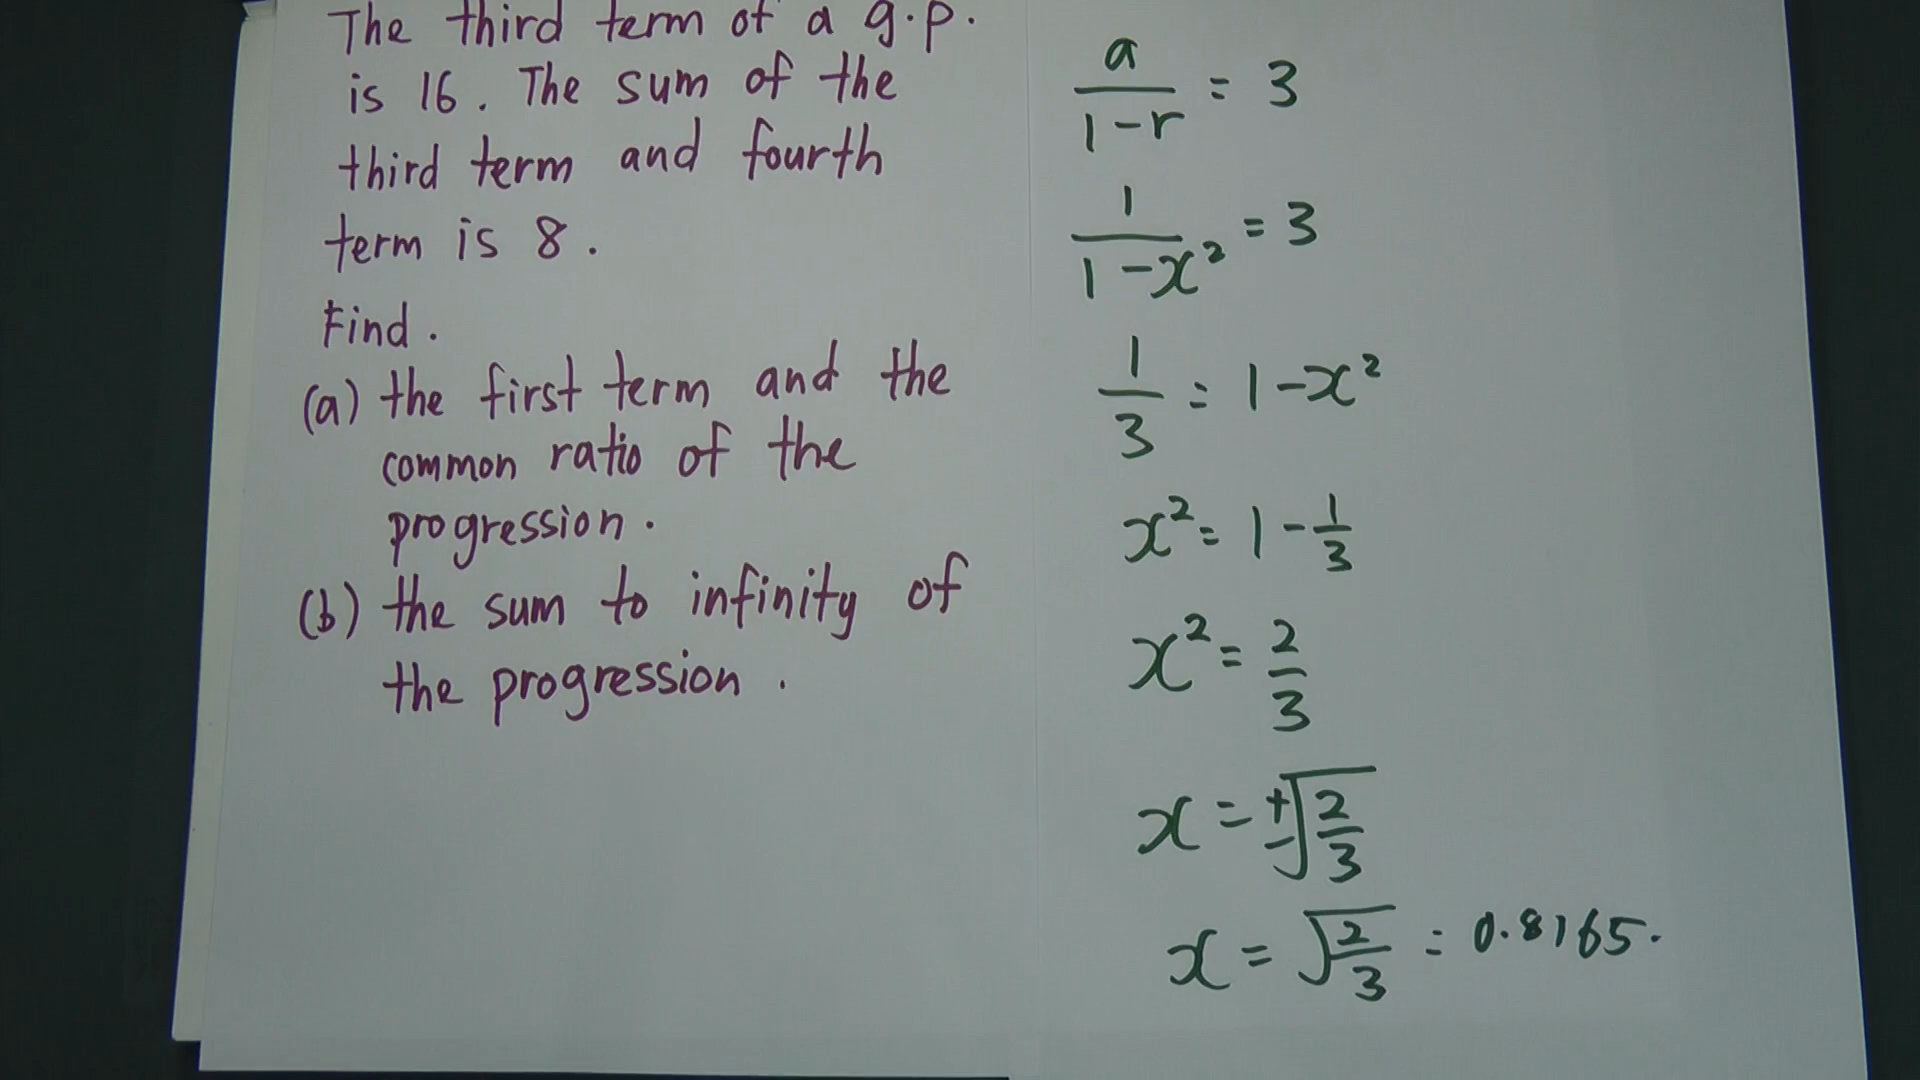 The third term of a g.p.
is 16. The sum of the
third term and fourth
term is 8.
Find.
(a) the first term and the
common ratio of the
progression.
(b) the sum to infinity of
the progression.
a/(1-r) = 3
1/(1-x²) = 3
1/3 = 1-x²
x² = 1 - 1/3
x² = 2/3
x = ±√(2/3)
x = √(2/3) = 0.8165.